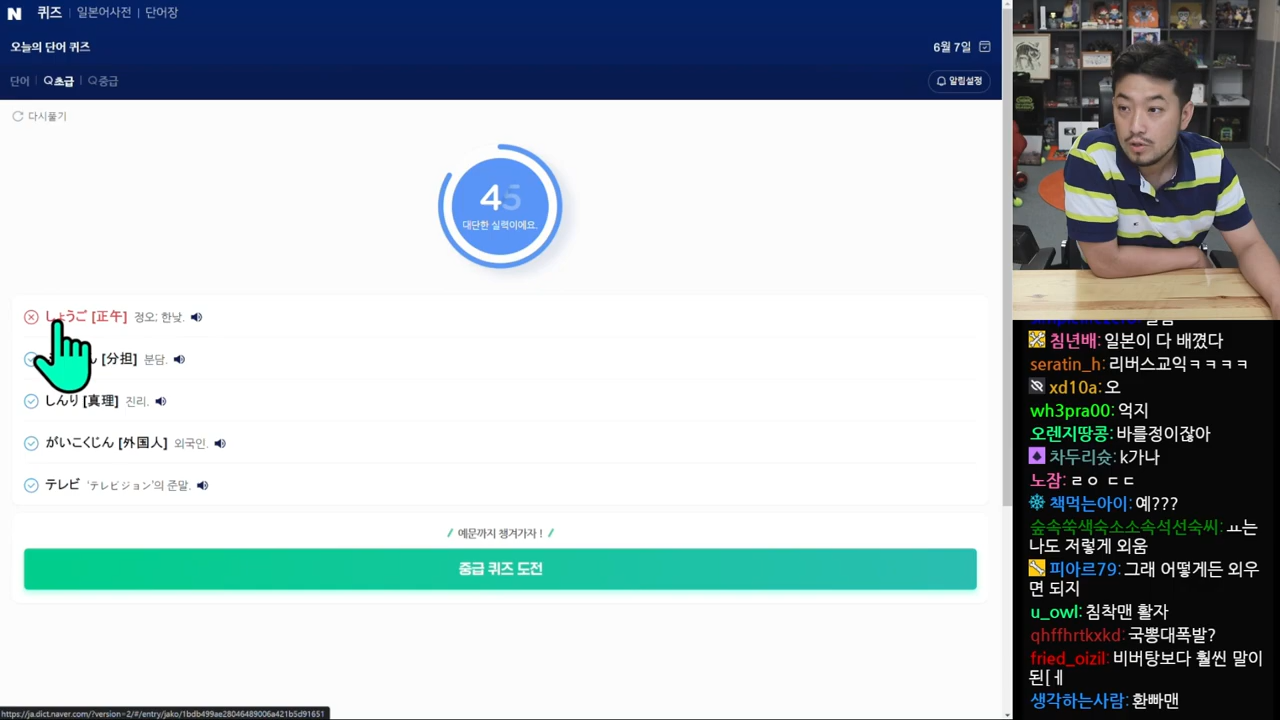 N 퀴즈 | 일본어사전 | 단어장
오늘의 단어 퀴즈
6월 7일
단어 초급 중급
알림설정
다시풀기
45
대단한 실력이에요.
しょうご [正午] 정오; 한낮.
ん [分担] 분담.
しんり [真理] 진리.
がいこくじん [外国人] 외국인.
テレビ 'テレビジョン'의 준말.
예문까지 챙겨가자 !
중급 퀴즈 도전
https://ja.dict.naver.com/?version=2/#/entry/jako/1bdb499ae28046489006a421b5d91651
침년배: 일본이 다 배꼈다
seratin_h: 리버스교익ㅋㅋㅋㅋ
xd10a: 오
wh3pra00: 억지
오렌지땅콩: 바를정이잖아
차두리슛: k가나
노잠: ㄹㅇ ㄷㄷ
책먹는아이: 예???
숲속쑥색숙소소속석선숙씨: ㅛ는
나도 저렇게 외움
피아르79: 그래 어떻게든 외우
면 되지
u_owl: 침착맨 활자
qhffhrtkxkd: 국뽕대폭발?
fried_oizil: 비버탕보다 훨씬 말이
된[ㅔ
생각하는사람: 환빠맨